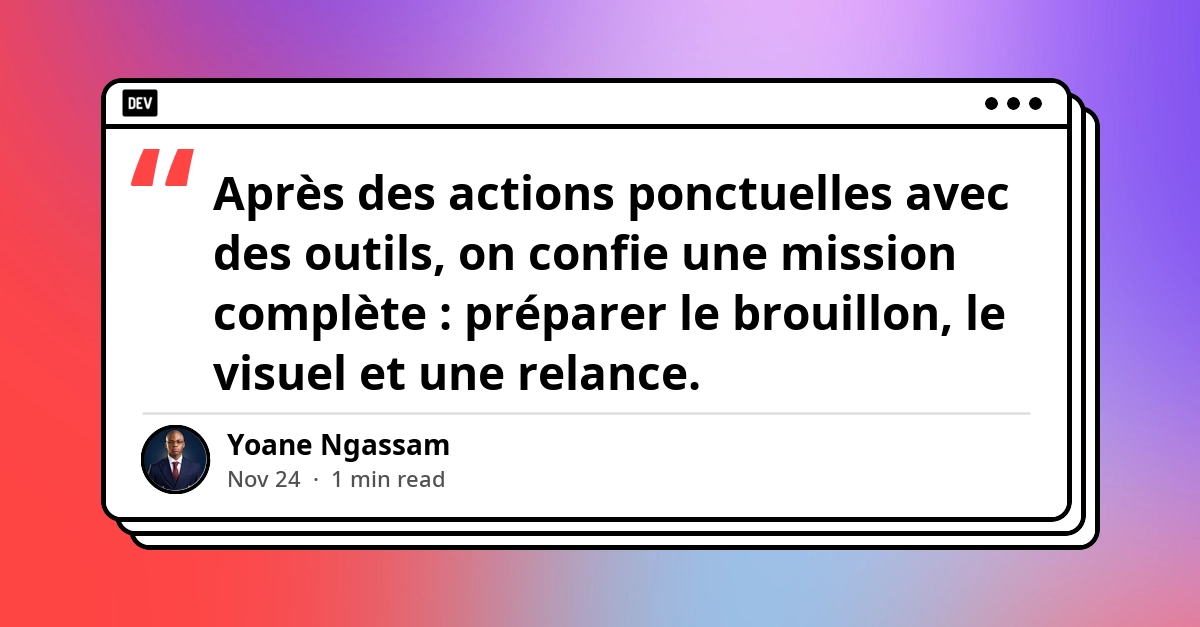 DEV
“
Après des actions ponctuelles avec
des outils, on confie une mission
complète : préparer le brouillon, le
visuel et une relance.
Yoane Ngassam
Nov 24 · 1 min read